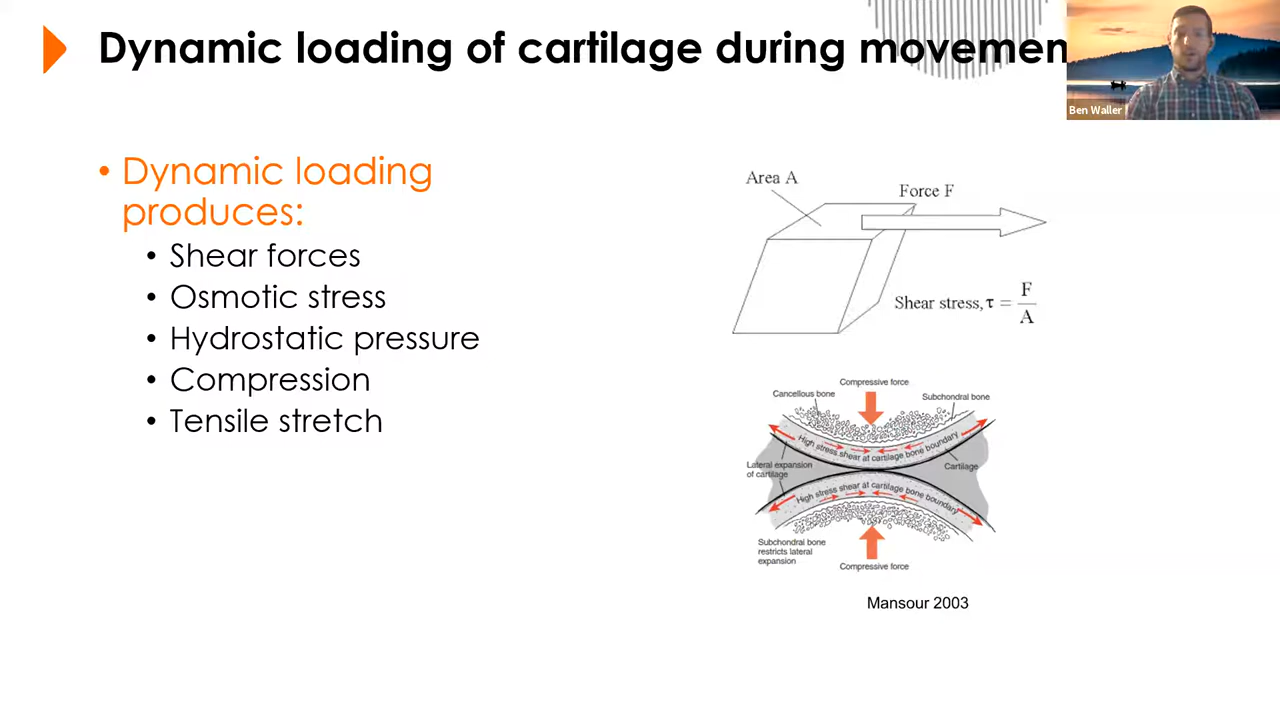 Dynamic loading of cartilage during movemen
Ben Waller
• Dynamic loading
produces:
• Shear forces
• Osmotic stress
• Hydrostatic pressure
• Compression
• Tensile stretch
Area A
Force F
Shear stress, τ = F
A
Compressive force
Cancellous bone
Subchondral bone
High stress shear at cartilage bone boundary
Lateral expansion
of cartilage
Cartilage
High stress shear at cartilage bone boundary
Subchondral bone
restricts lateral
expansion
Compressive force
Mansour 2003